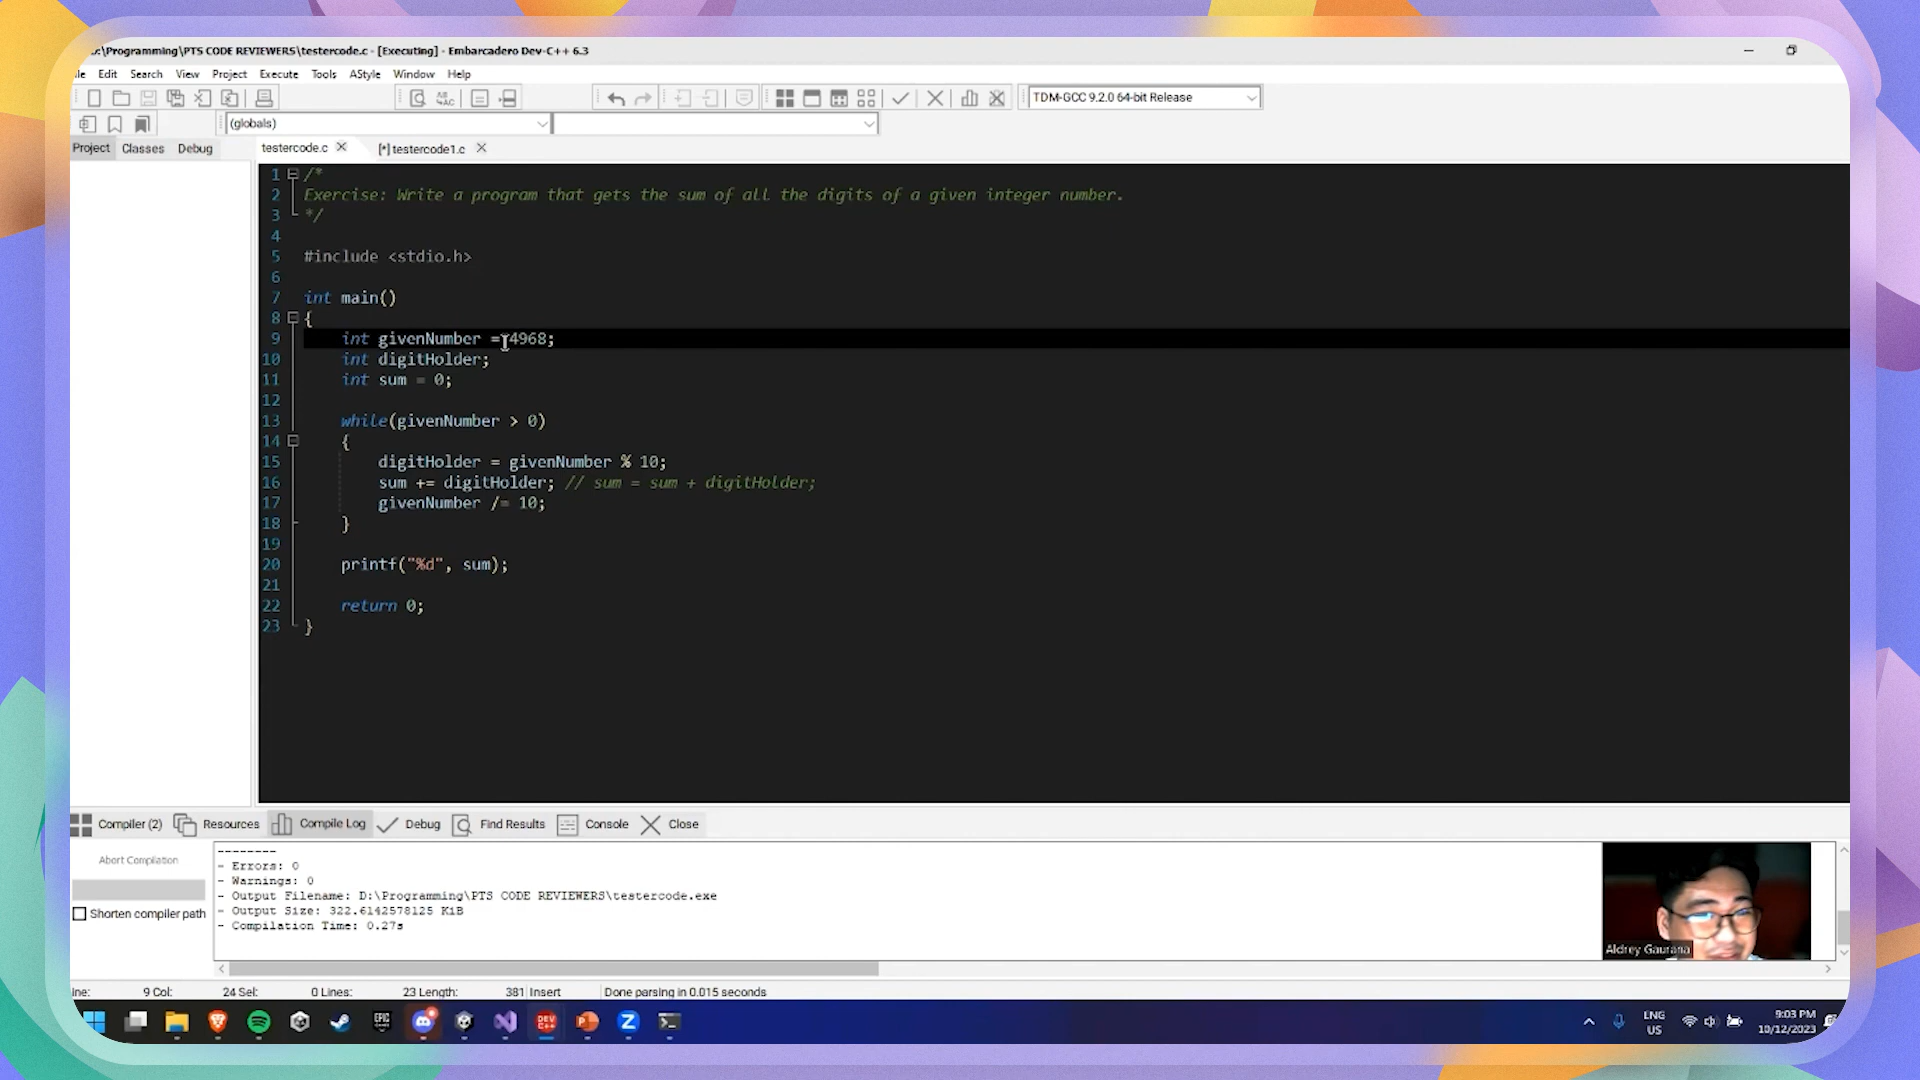 D:\Programming\PTS CODE REVIEWERS\testercode.c - [Executing] - Embarcadero Dev-C++ 6.3
Edit Search View Project Execute Tools AStyle Window Help
TDM-GCC 9.2.0 64-bit Release
(globals)
Project Classes Debug
testercode.c [*] testercode1.c
1 /*
2 Exercise: Write a program that gets the sum of all the digits of a given integer number.
3 */
4
5 #include <stdio.h>
6
7 int main()
8 {
9 int givenNumber = 4968;
10 int digitHolder;
11 int sum = 0;
12
13 while(givenNumber > 0)
14 {
15 digitHolder = givenNumber % 10;
16 sum += digitHolder; // sum = sum + digitHolder;
17 givenNumber /= 10;
18 }
19
20 printf("%d", sum);
21
22 return 0;
23 }
Compiler (2) Resources Compile Log Debug Find Results Console Close
Abort Compilation
Shorten compiler path
--------
- Errors: 0
- Warnings: 0
- Output Filename: D:\Programming\PTS CODE REVIEWERS\testercode.exe
- Output Size: 322.6142578125 KiB
- Compilation Time: 0.27s
Aldrey Gaurana
9 Col: 24 Sel: 0 Lines: 23 Length: 381 Insert Done parsing in 0.015 seconds
EPIC
DEV C++
ENG
US
9:03 PM
10/12/2023